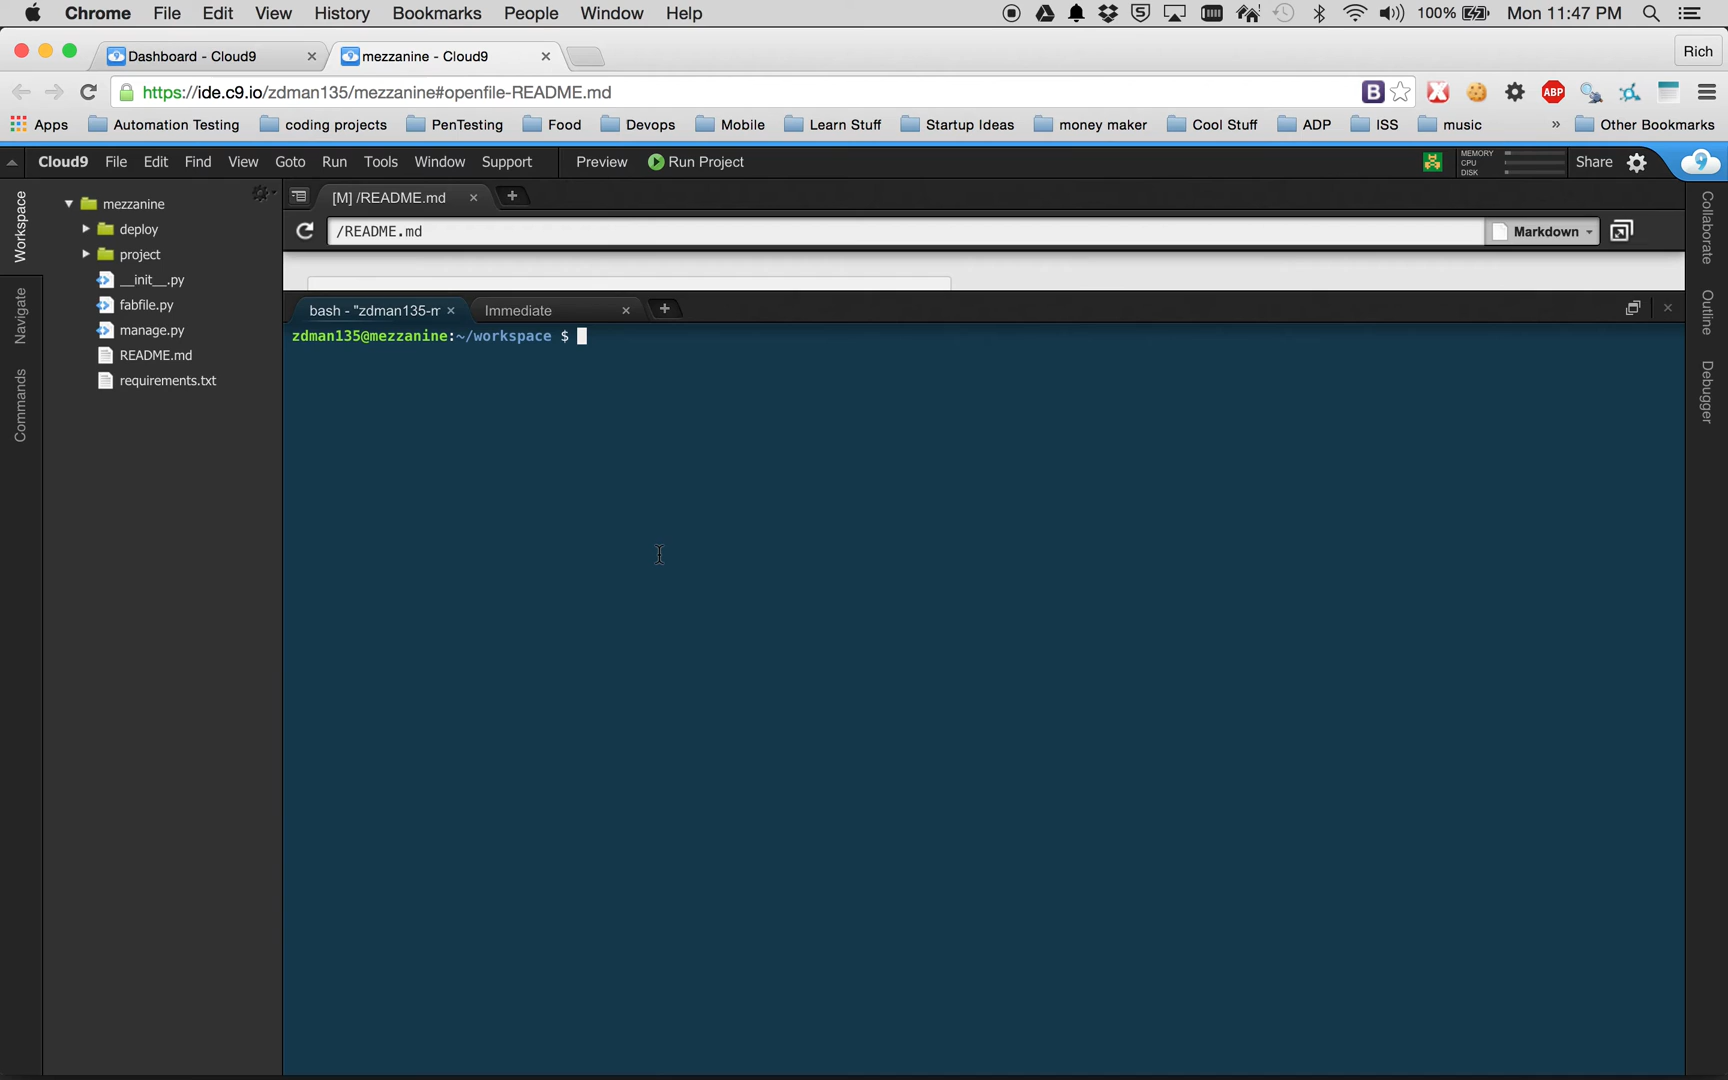 Chrome File Edit View History Bookmarks People Window Help 100% Mon 11:47 PM
Dashboard - Cloud9 mezzanine - Cloud9 Rich
https://ide.c9.io/zdman135/mezzanine#openfile-README.md B ABP
Apps Automation Testing coding projects PenTesting Food Devops Mobile Learn Stuff Startup Ideas money maker Cool Stuff ADP ISS music » Other Bookmarks
Cloud9 File Edit Find View Goto Run Tools Window Support Preview Run Project MEMORY CPU DISK Share 9
[M] /README.md
/README.md Markdown
bash - "zdman135-m Immediate
zdman135@mezzanine:~/workspace $
mezzanine
deploy
project
__init__.py
fabfile.py
manage.py
README.md
requirements.txt
Workspace
Navigate
Commands
Collaborate
Outline
Debugger